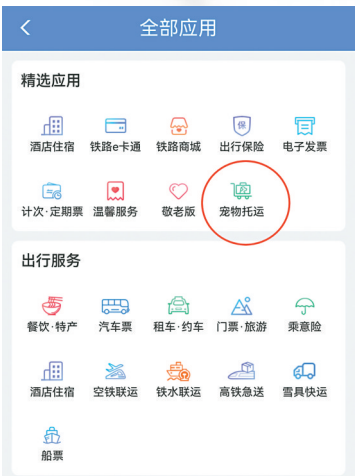 全部应用
精选应用
保
酒店住宿 铁路e卡通 铁路商城 出行保险 电子发票
计次·定期票 温馨服务 敬老版 宠物托运
出行服务
餐饮·特产 汽车票 租车·约车 门票·旅游 乘意险
酒店住宿 空铁联运 铁水联运 高铁急送 雪具快运
船票